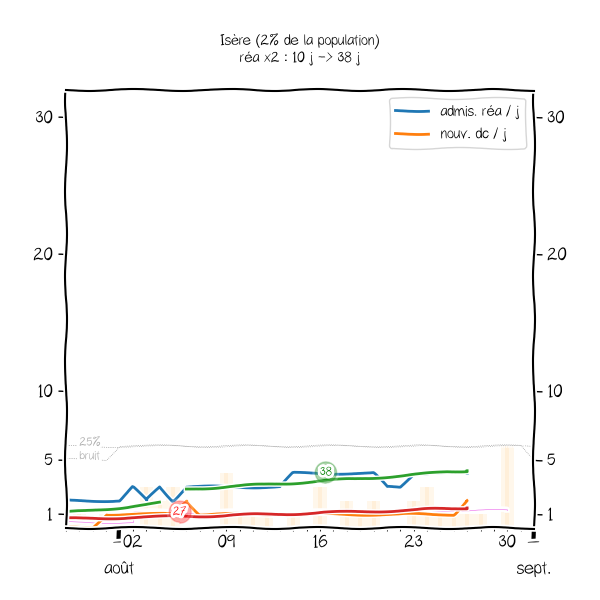 Isère (2% de la population)
réa x2 : 10 j -> 38 j
admis. réa / j
nouv. dc / j
30
30
20
20
10
10
25%
bruit
5
5
38
27
1
1
02
09
16
23
30
août
sept.